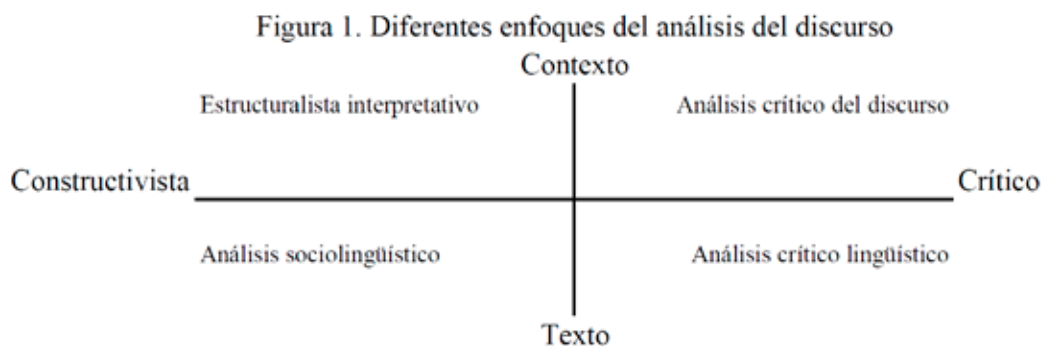 Figura 1. Diferentes enfoques del análisis del discurso
Contexto
Estructuralista interpretativo
Análisis crítico del discurso
Constructivista
Crítico
Análisis sociolingüístico
Análisis crítico lingüístico
Texto